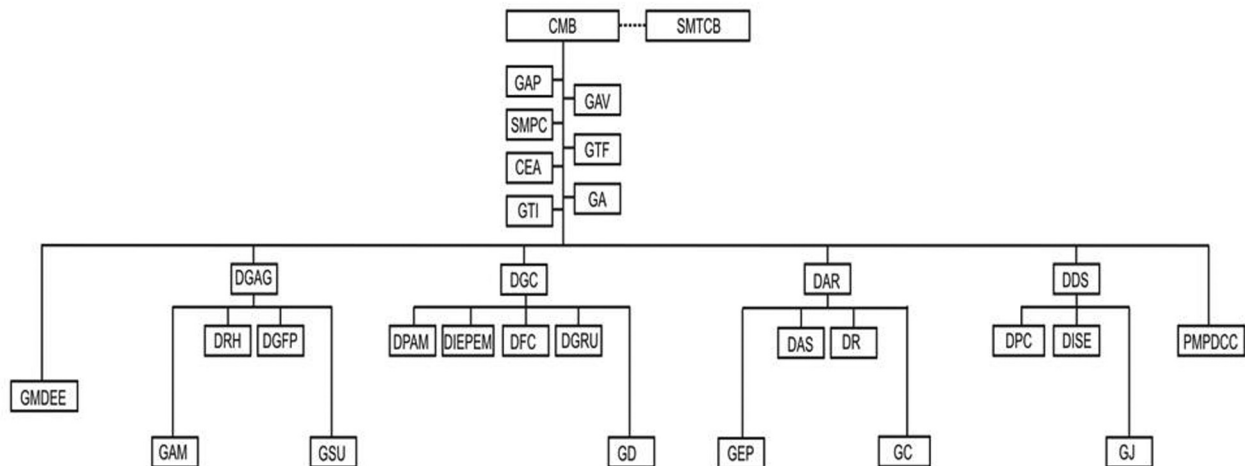 CMB
SMTCB
GAP
GAV
SMPC
GTF
CEA
GA
GTI
DGAG
DGC
DAR
DDS
DRH
DGFP
DPAM
DIEPEM
DFC
DGRU
DAS
DR
DPC
DISE
PMPDCC
GMDEE
GAM
GSU
GD
GEP
GC
GJ